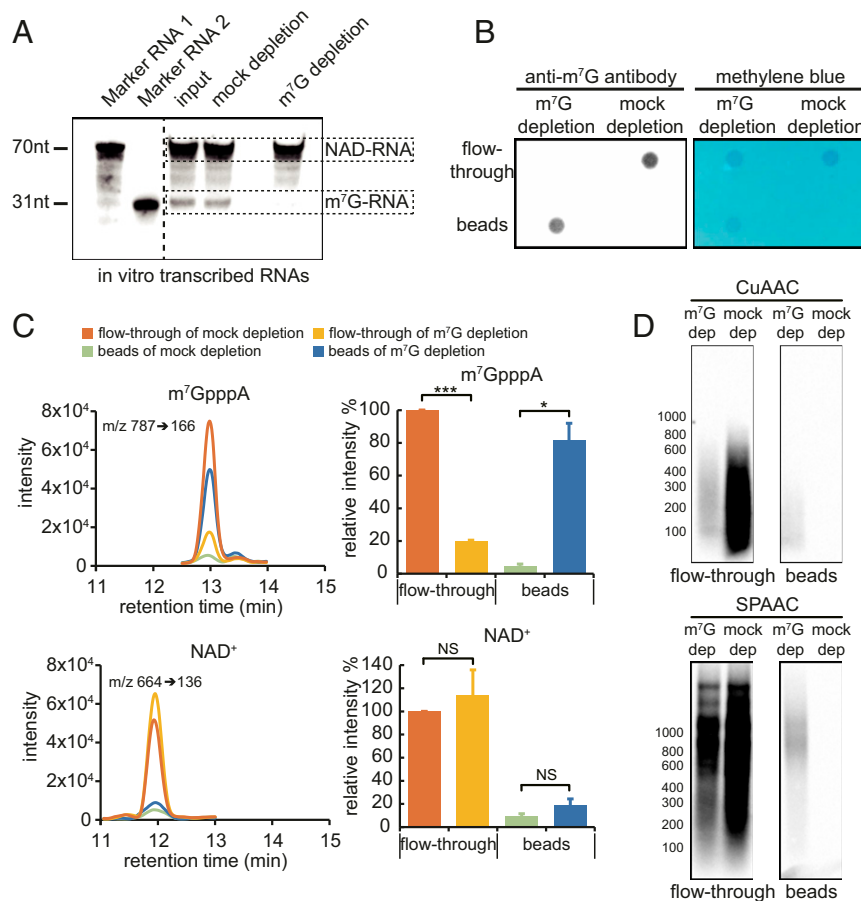 A
Marker RNA 1
Marker RNA 2
input
mock depletion
m⁷G depletion
70nt
NAD-RNA
31nt
m⁷G-RNA
in vitro transcribed RNAs
B
anti-m⁷G antibody
methylene blue
m⁷G depletion
mock depletion
m⁷G depletion
mock depletion
flow-through
beads
C
flow-through of mock depletion
flow-through of m⁷G depletion
beads of mock depletion
beads of m⁷G depletion
m⁷GpppA
8x10⁴
6x10⁴
4x10⁴
2x10⁴
0
intensity
m/z 787➔166
11 12 13 14 15
retention time (min)
m⁷GpppA
relative intensity %
100
80
60
40
20
0
***
*
flow-through
beads
NAD⁺
8x10⁴
6x10⁴
4x10⁴
2x10⁴
0
intensity
m/z 664➔136
11 12 13 14 15
retention time (min)
NAD⁺
relative intensity %
140
120
100
80
60
40
20
0
NS
NS
flow-through
beads
D
CuAAC
m⁷G dep
mock dep
m⁷G dep
mock dep
1000
800
600
400
300
200
100
flow-through
beads
SPAAC
m⁷G dep
mock dep
m⁷G dep
mock dep
1000
800
600
400
300
200
100
flow-through
beads